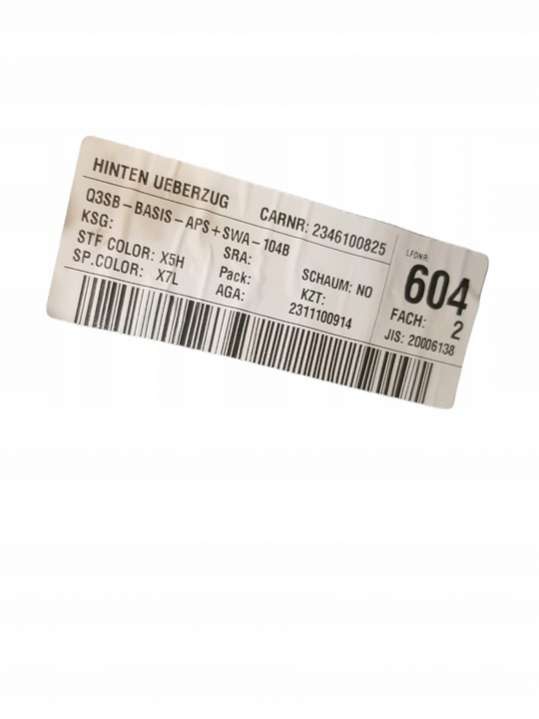 HINTEN UEBERZUG CARNR: 2346100825
Q3SB-BASIS-APS+SWA-104B
KSG: SRA: SCHAUM: NO
STF COLOR: X5H Pack: KZT:
SP.COLOR: X7L AGA: 2311100914
LFDNR
604
FACH: 2
JIS: 20006138